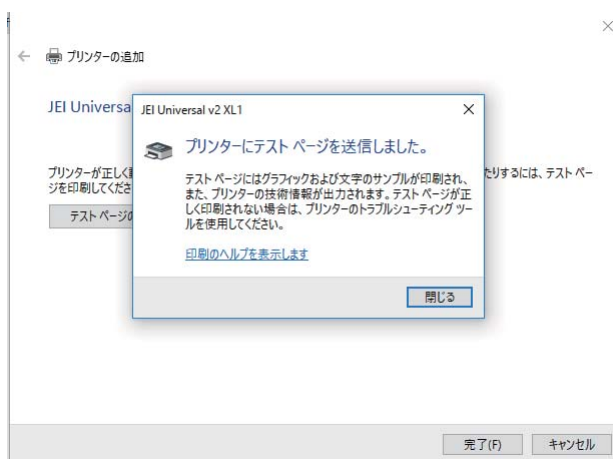 プリンターの追加
JEI Universa
JEI Universal v2 XL1
プリンターにテスト ページを送信しました。
プリンターが正しく
たりするには、テスト ペー
ジを印刷してくださ
テスト ページにはグラフィックおよび文字のサンプルが印刷され、
また、プリンターの技術情報が出力されます。テスト ページが正
しく印刷されない場合は、プリンターのトラブルシューティング ツー
ルを使用してください。
テスト ページの
印刷のヘルプを表示します
閉じる
完了(F)
キャンセル